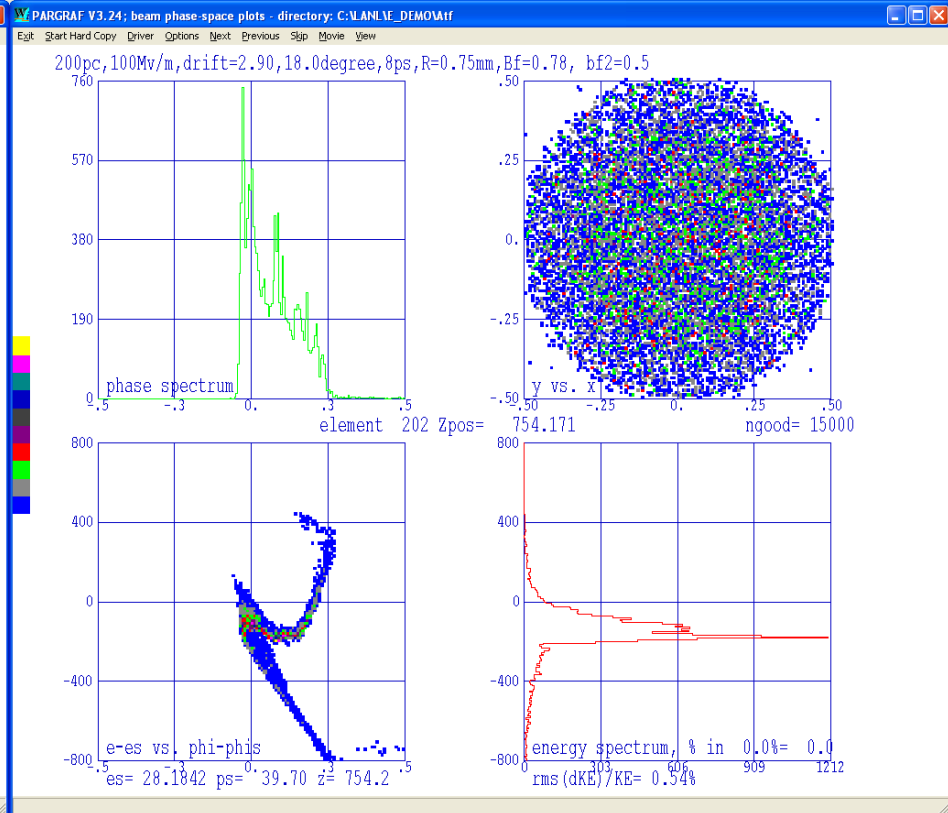 PARGRAF V3.24; beam phase-space plots - directory: C:\LANL\E_DEMO\Atf
Exit Start Hard Copy Driver Options Next Previous Skip Movie View
200pc,100Mv/m,drift=2.90,18.0degree,8ps,R=0.75mm,Bf=0.78, bf2=0.5
760
570
380
190
0
phase spectrum
-.5 -.3 0. .3 .5
.50
.25
0.
-.25
-.50
y vs. x
-.50 -.25 0. .25 .50
element 202 Zpos= 754.171 ngood= 15000
800
400
0
-400
-800
e-es vs. phi-phis
-.5 0. .3 .5
es= 28.1842 ps= 39.70 z= 754.2
800
400
0
-400
-800
energy spectrum, % in 0.0%= 0.0
0 303 606 909 1212
rms(dKE)/KE= 0.54%